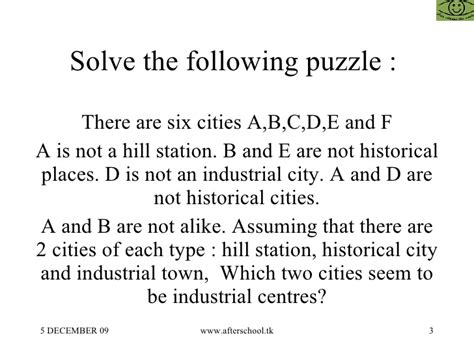 Solve the following puzzle :
There are six cities A,B,C,D,E and F
A is not a hill station. B and E are not historical
places. D is not an industrial city. A and D are
not historical cities.
A and B are not alike. Assuming that there are
2 cities of each type : hill station, historical city
and industrial town,  Which two cities seem to
be industrial centres?
5 DECEMBER 09
www.afterschool.tk
3